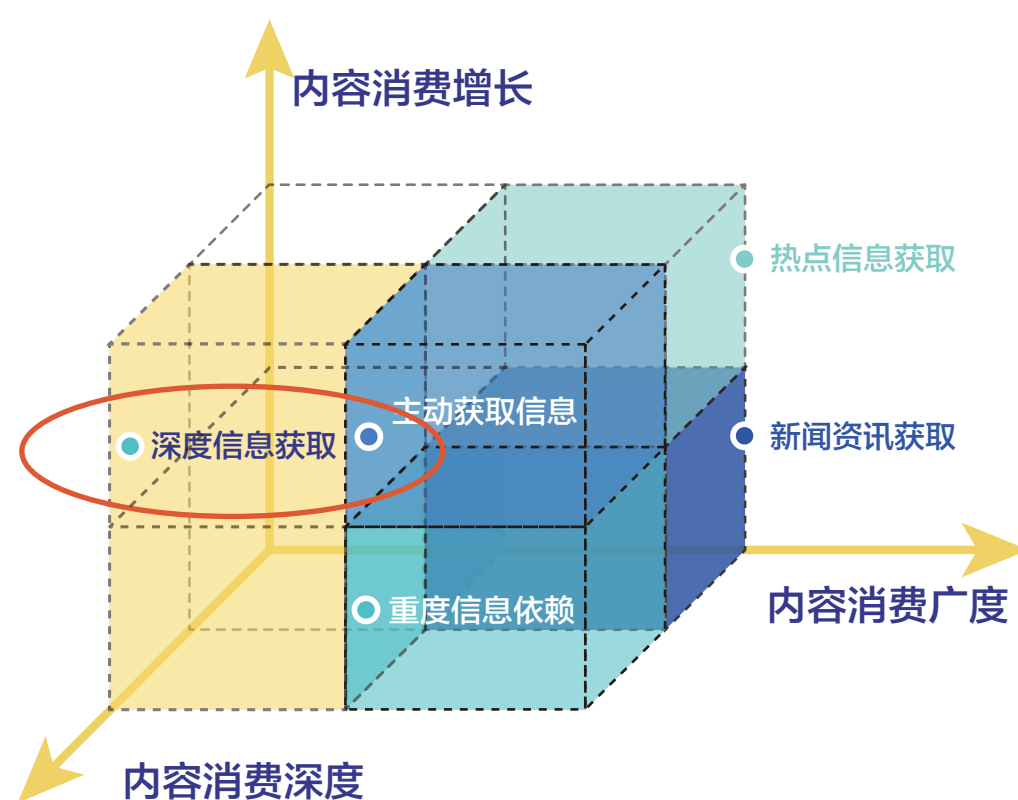 内容消费增长
热点信息获取
主动获取信息
深度信息获取
新闻资讯获取
重度信息依赖
内容消费广度
内容消费深度